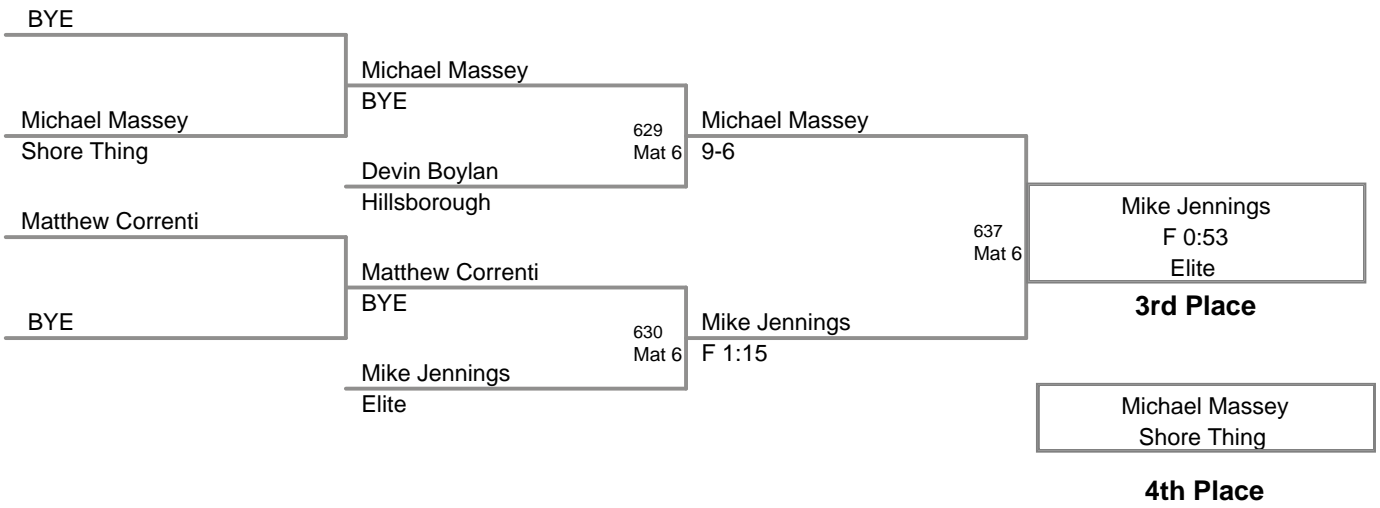 BYE
Michael Massey
BYE
Michael Massey
Shore Thing
629
Mat 6
Michael Massey
9-6
Devin Boylan
Hillsborough
Matthew Correnti
637
Mat 6
Mike Jennings
F 0:53
Elite
3rd Place
Matthew Correnti
BYE
BYE
630
Mat 6
Mike Jennings
F 1:15
Mike Jennings
Elite
Michael Massey
Shore Thing
4th Place